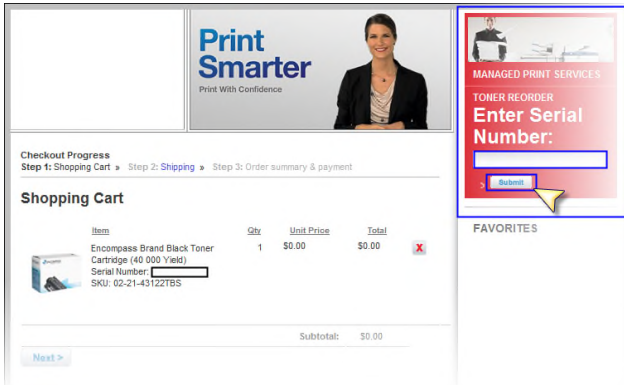 Print
Smarter
Print With Confidence
MANAGED PRINT SERVICES
TONER REORDER
Enter Serial
Number:
> Submit
FAVORITES
Checkout Progress
Step 1: Shopping Cart » Step 2: Shipping » Step 3: Order summary & payment
Shopping Cart
Item Qty Unit Price Total
Encompass Brand Black Toner 1 $0.00 $0.00 X
Cartridge (40 000 Yield)
Serial Number:
SKU: 02-21-43122TBS
Subtotal: $0.00
Next >